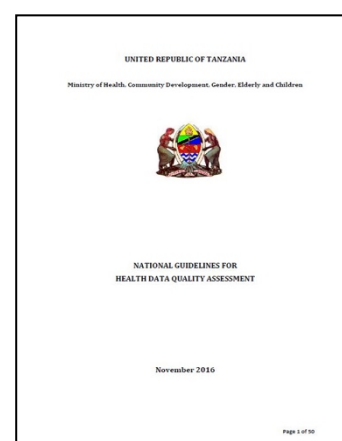 UNITED REPUBLIC OF TANZANIA
Ministry of Health, Community Development, Gender, Elderly and Children
NATIONAL GUIDELINES FOR
HEALTH DATA QUALITY ASSESSMENT
November 2016
Page 1 of 50